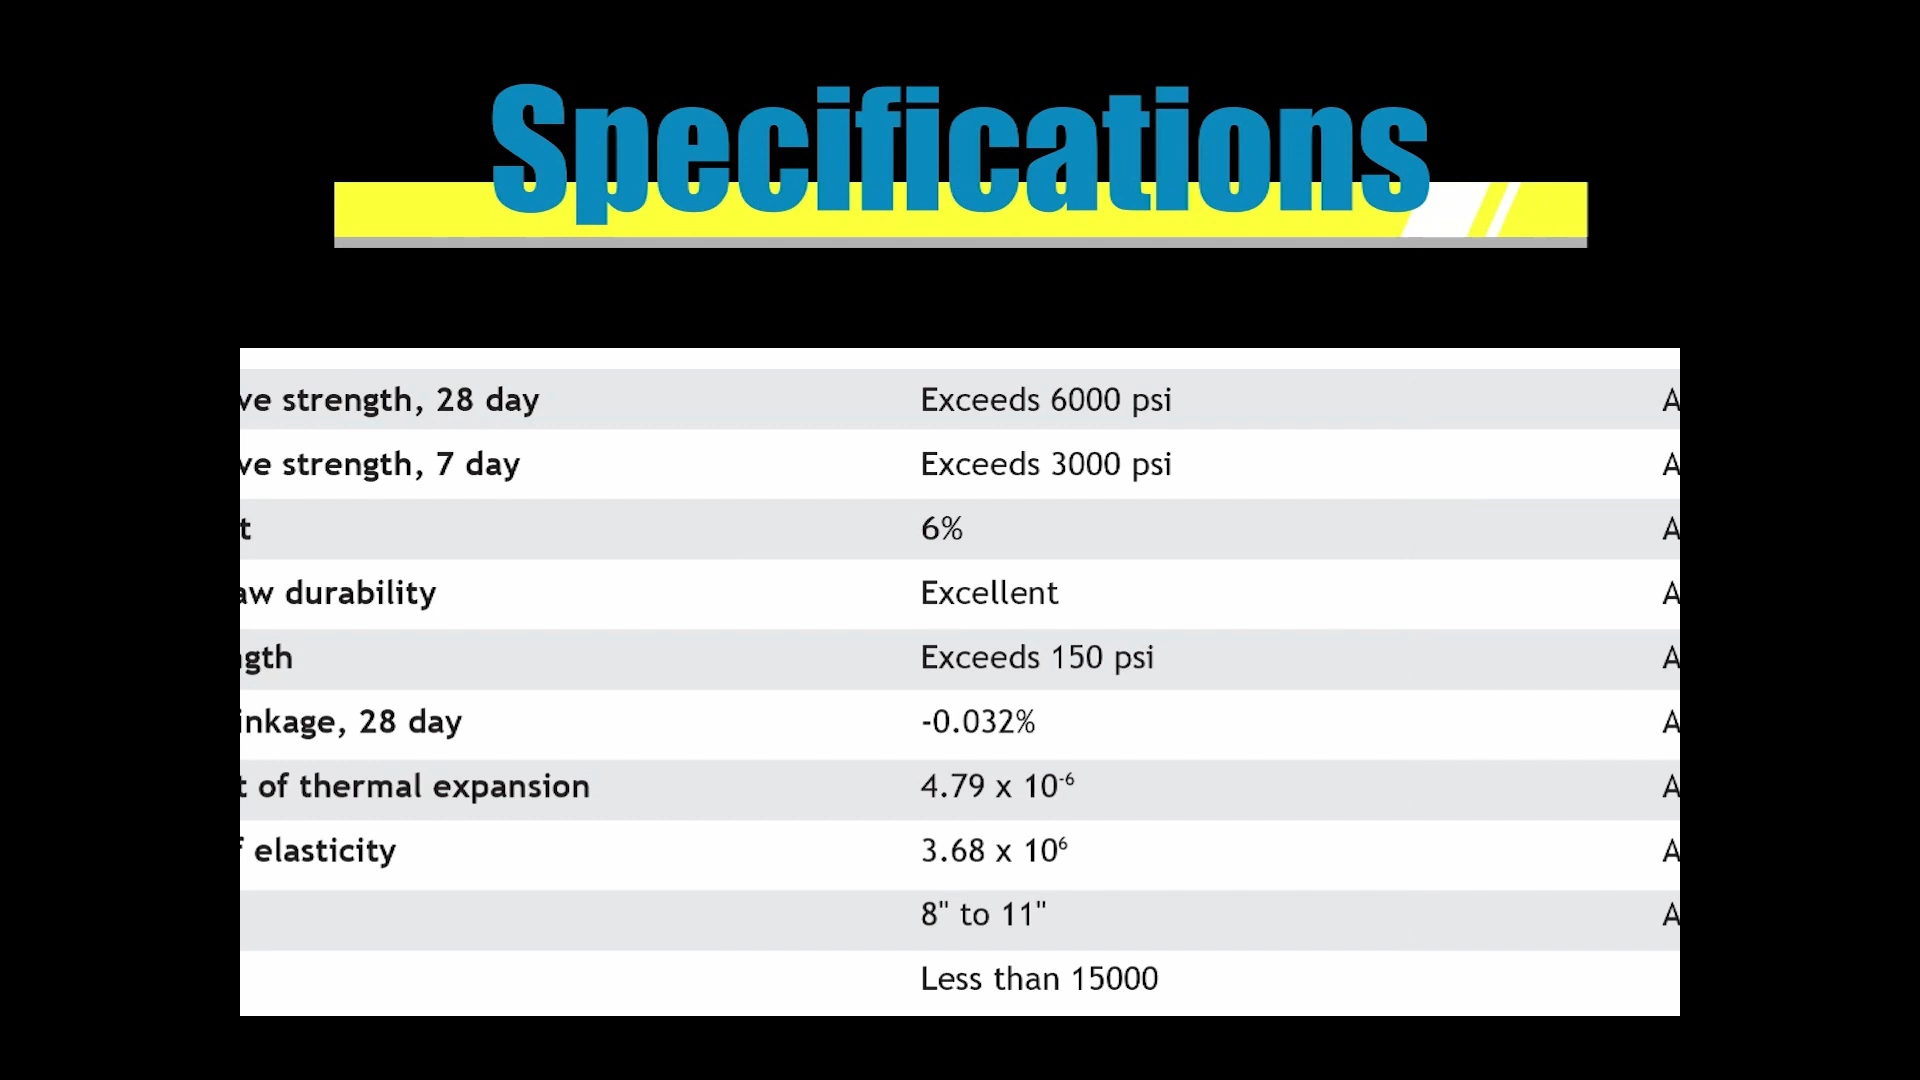 Specifications
ve strength, 28 day Exceeds 6000 psi A
ve strength, 7 day Exceeds 3000 psi A
t 6% A
aw durability Excellent A
gth Exceeds 150 psi A
inkage, 28 day -0.032% A
t of thermal expansion 4.79 x 10⁻⁶ A
f elasticity 3.68 x 10⁶ A
8" to 11" A
Less than 15000